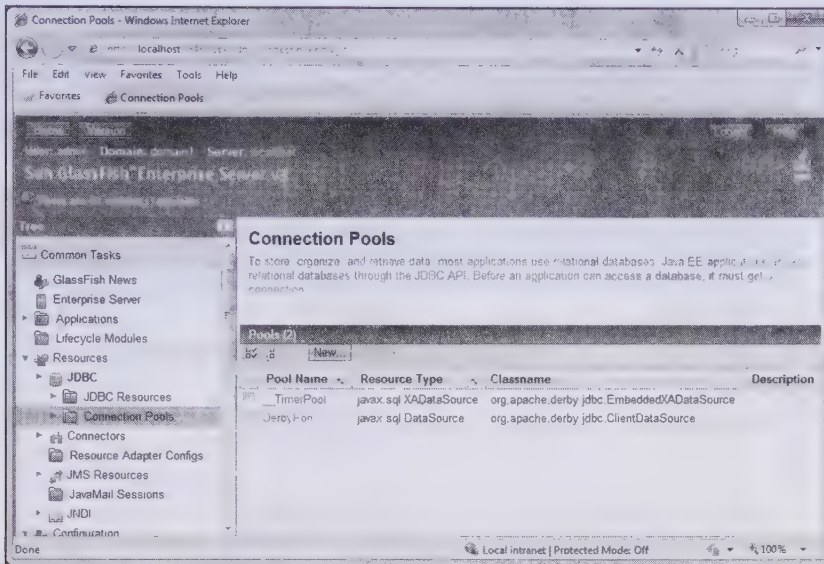 Connection Pools - Windows Internet Explorer
localhost
File Edit View Favorites Tools Help
Favorites Connection Pools
Home Version
Domain: domain1 Server:
Sun GlassFish™ Enterprise Server v3
Tree
Common Tasks
GlassFish News
Enterprise Server
Applications
Lifecycle Modules
Resources
JDBC
JDBC Resources
Connection Pools
Connectors
Resource Adapter Configs
JMS Resources
JavaMail Sessions
JNDI
Configuration
Connection Pools
To store, organize, and retrieve data, most applications use relational databases. Java EE
relational databases through the JDBC API. Before an application can access a database, it must get
connection
Pools (2)
New...
Pool Name Resource Type Classname Description
__TimerPool javax.sql.XADataSource org.apache.derby.jdbc.EmbeddedXADataSource
DerbyPool javax.sql.DataSource org.apache.derby.jdbc.ClientDataSource
Done Local intranet | Protected Mode: Off 100%